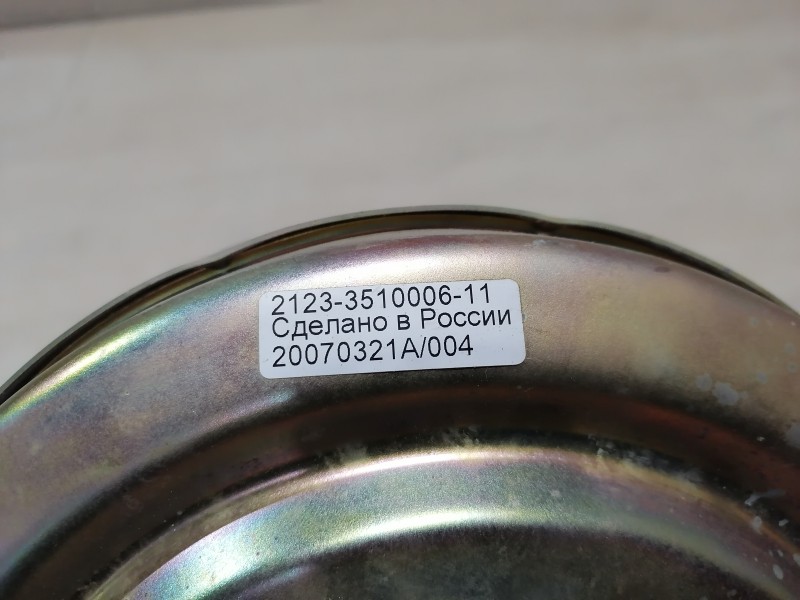 2123-3510006-11
Сделано в России
20070321A/004